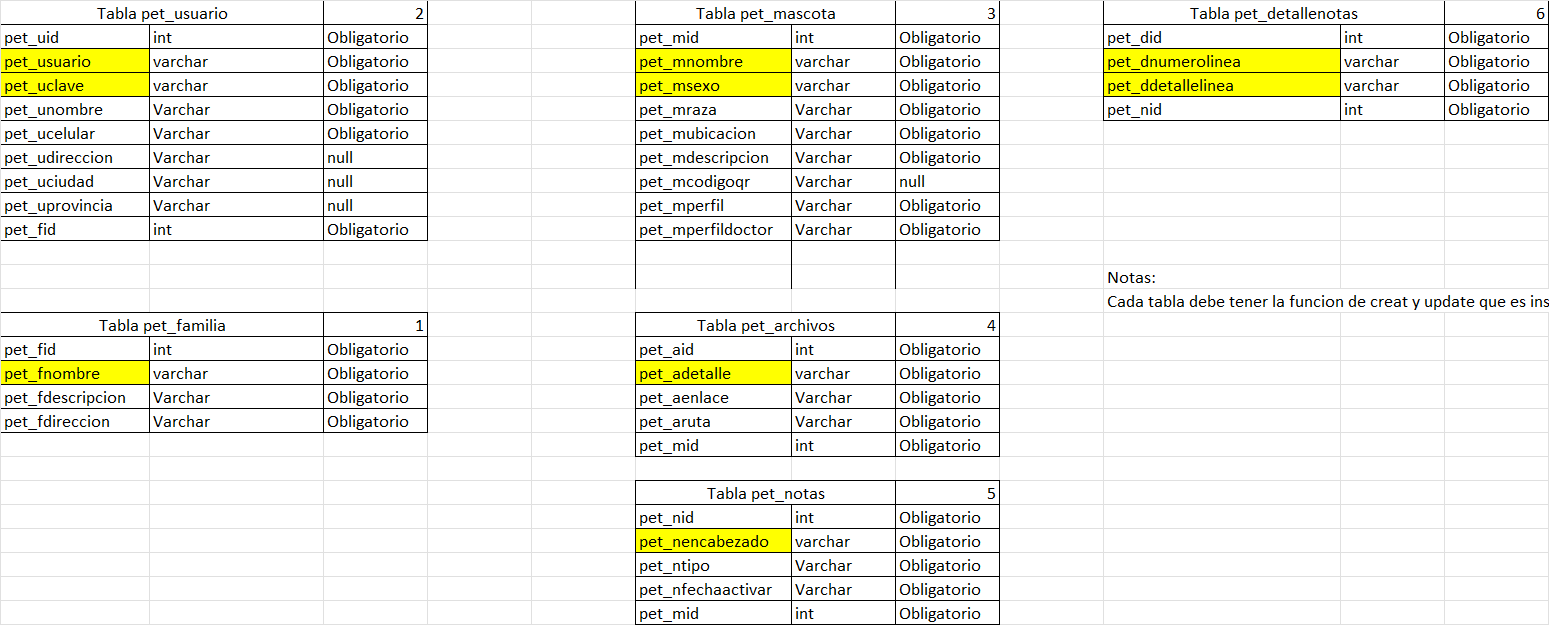 Tabla pet_usuario 2
pet_uid int Obligatorio
pet_usuario varchar Obligatorio
pet_uclave varchar Obligatorio
pet_unombre Varchar Obligatorio
pet_ucelular Varchar Obligatorio
pet_udireccion Varchar null
pet_uciudad Varchar null
pet_uprovincia Varchar null
pet_fid int Obligatorio
Tabla pet_familia 1
pet_fid int Obligatorio
pet_fnombre varchar Obligatorio
pet_fdescripcion Varchar Obligatorio
pet_fdireccion Varchar Obligatorio
Tabla pet_mascota 3
pet_mid int Obligatorio
pet_mnombre varchar Obligatorio
pet_msexo varchar Obligatorio
pet_mraza Varchar Obligatorio
pet_mubicacion Varchar Obligatorio
pet_mdescripcion Varchar Obligatorio
pet_mcodigoqr Varchar null
pet_mperfil Varchar Obligatorio
pet_mperfildoctor Varchar Obligatorio
Tabla pet_archivos 4
pet_aid int Obligatorio
pet_adetalle varchar Obligatorio
pet_aenlace Varchar Obligatorio
pet_aruta Varchar Obligatorio
pet_mid int Obligatorio
Tabla pet_notas 5
pet_nid int Obligatorio
pet_nencabezado varchar Obligatorio
pet_ntipo Varchar Obligatorio
pet_nfechaactivar Varchar Obligatorio
pet_mid int Obligatorio
Tabla pet_detallenotas 6
pet_did int Obligatorio
pet_dnumerolinea varchar Obligatorio
pet_ddetallelinea varchar Obligatorio
pet_nid int Obligatorio
Notas:
Cada tabla debe tener la funcion de creat y update que es ins